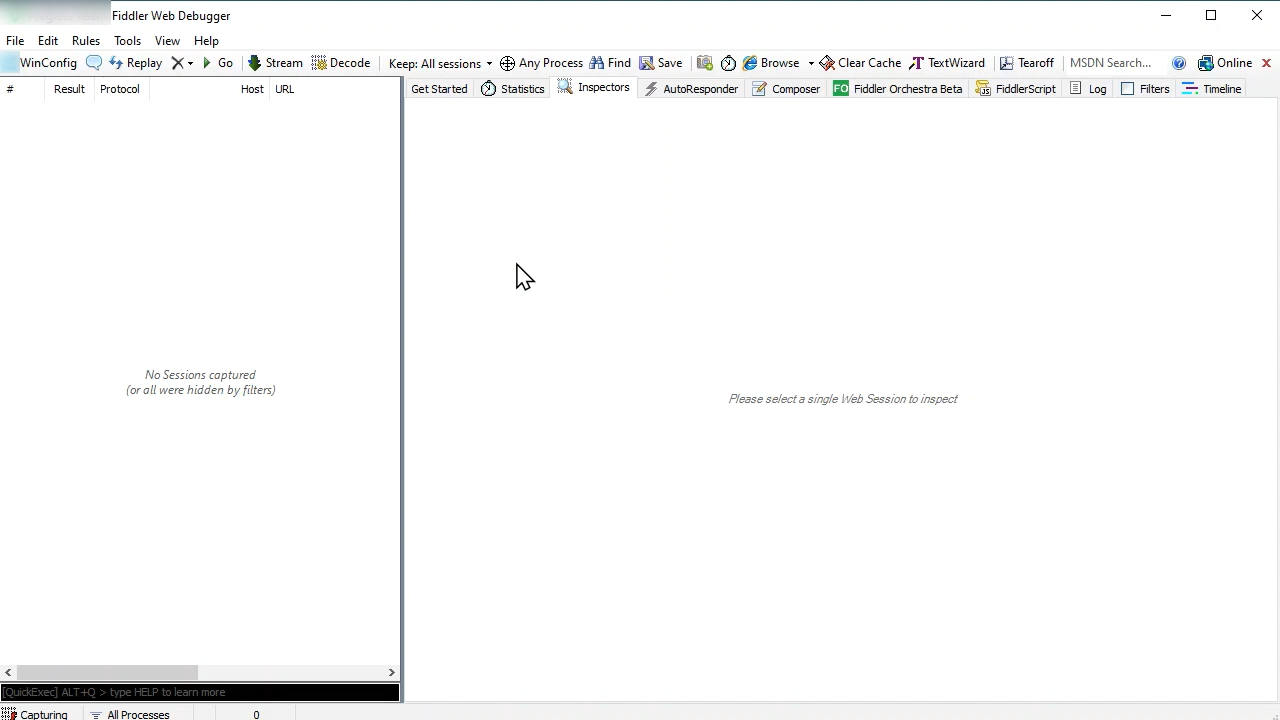 Fiddler Web Debugger
File Edit Rules Tools View Help
WinConfig Replay Go Stream Decode Keep: All sessions Any Process Find Save Browse Clear Cache TextWizard Tearoff MSDN Search... Online
# Result Protocol Host URL
Get Started Statistics Inspectors AutoResponder Composer FO Fiddler Orchestra Beta FiddlerScript Log Filters Timeline
No Sessions captured
(or all were hidden by filters)
Please select a single Web Session to inspect
[QuickExec] ALT+Q > type HELP to learn more
Capturing All Processes 0